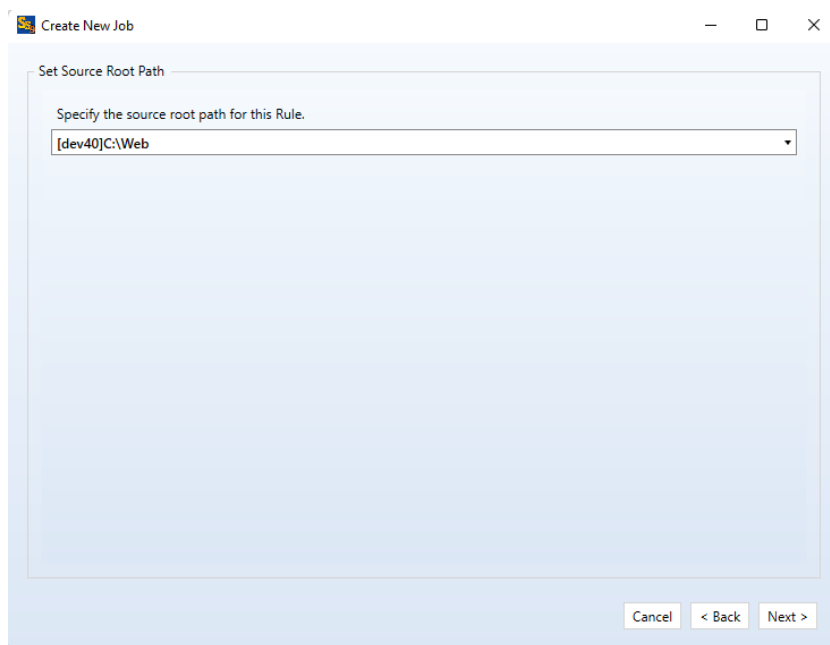 Create New Job
Set Source Root Path
Specify the source root path for this Rule.
[dev40]C:\Web
Cancel
< Back
Next >